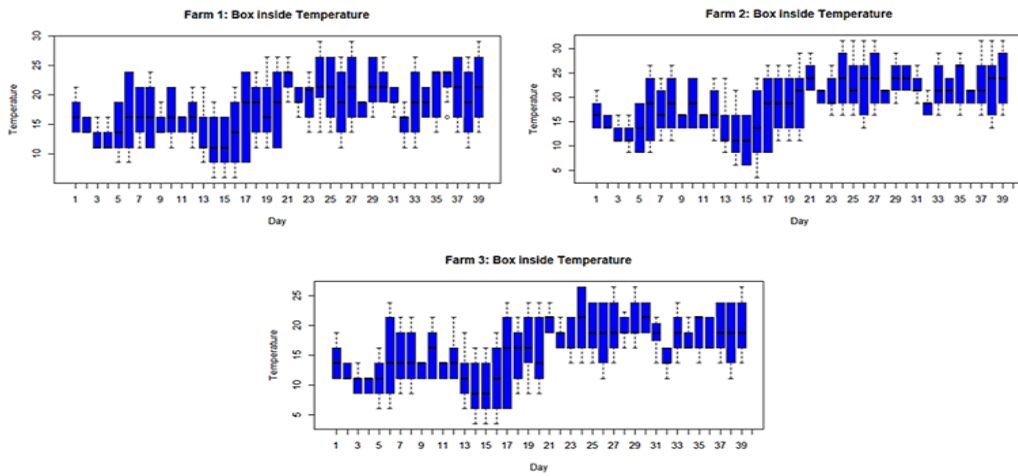 Farm 1: Box inside Temperature
Temperature
30
25
20
15
10
1 3 5 7 9 11 13 15 17 19 21 23 25 27 29 31 33 35 37 39
Day
Farm 2: Box inside Temperature
Temperature
30
25
20
15
10
5
1 3 5 7 9 11 13 15 17 19 21 23 25 27 29 31 33 35 37 39
Day
Farm 3: Box inside Temperature
Temperature
25
20
15
10
5
1 3 5 7 9 11 13 15 17 19 21 23 25 27 29 31 33 35 37 39
Day